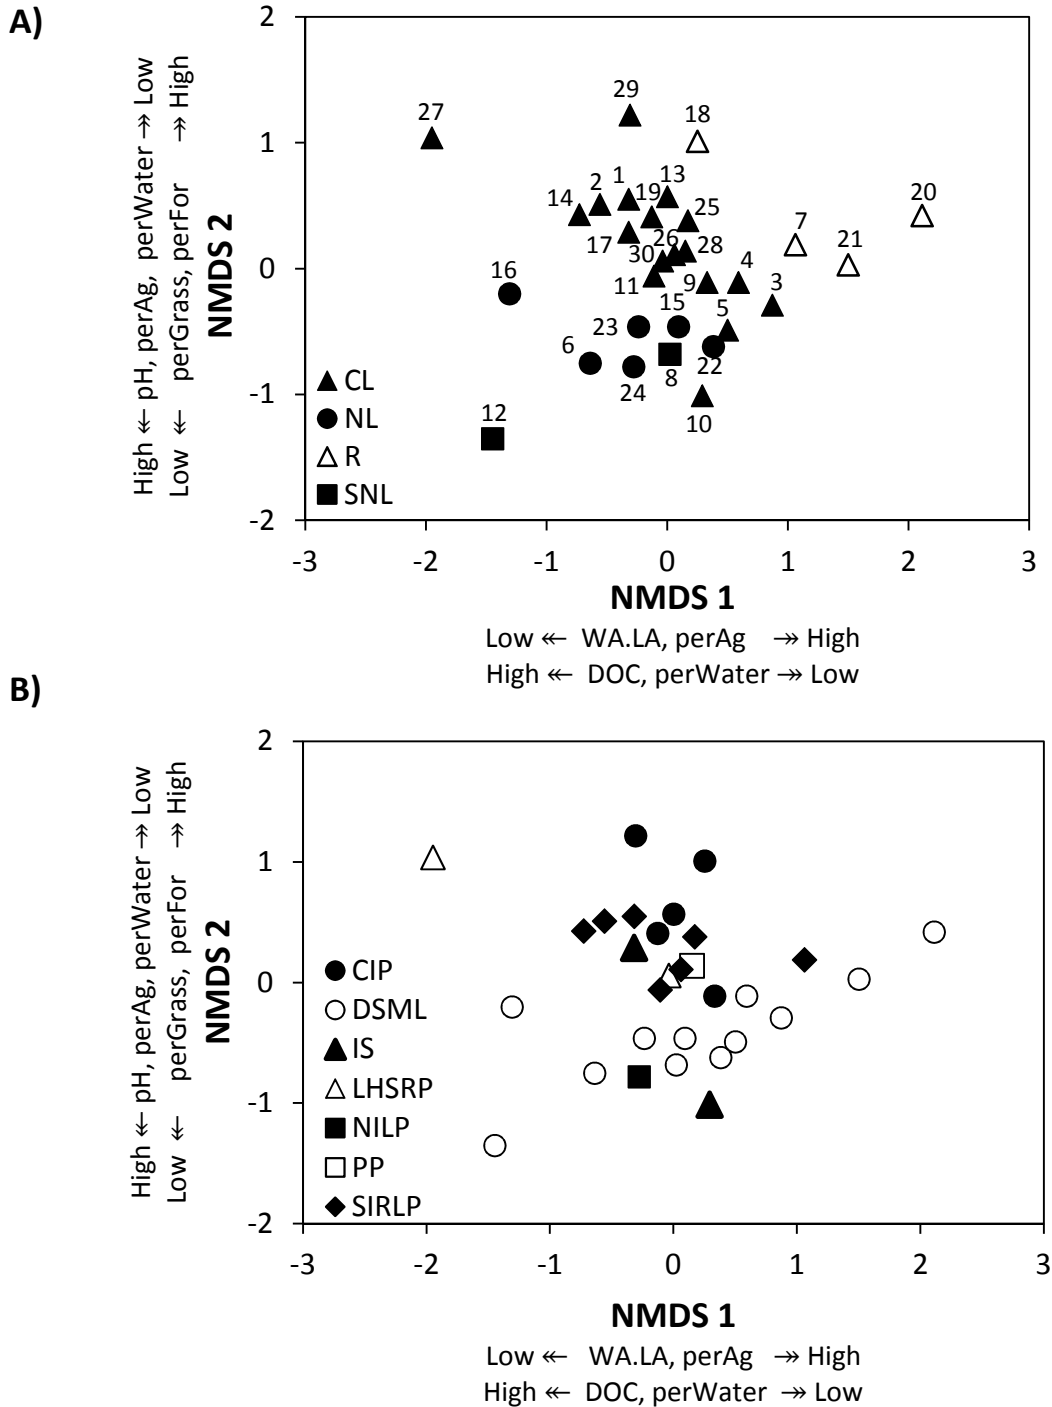 A)
High ↞ pH, perAg, perWater ↠ Low
Low ↞ perGrass, perFor ↠ High
NMDS 2
2
1
0
-1
-2
27
29
18
20
7
21
14
2
1
19
13
25
17
26
28
30
11
9
4
3
16
15
5
23
6
24
8
22
10
12
CL
NL
R
SNL
-3 -2 -1 0 1 2 3
NMDS 1
Low ↞ WA.LA, perAg ↠ High
High ↞ DOC, perWater ↠ Low
B)
High ↞ pH, perAg, perWater ↠ Low
Low ↞ perGrass, perFor ↠ High
NMDS 2
2
1
0
-1
-2
CIP
DSML
IS
LHSRP
NILP
PP
SIRLP
-3 -2 -1 0 1 2 3
NMDS 1
Low ↞ WA.LA, perAg ↠ High
High ↞ DOC, perWater ↠ Low